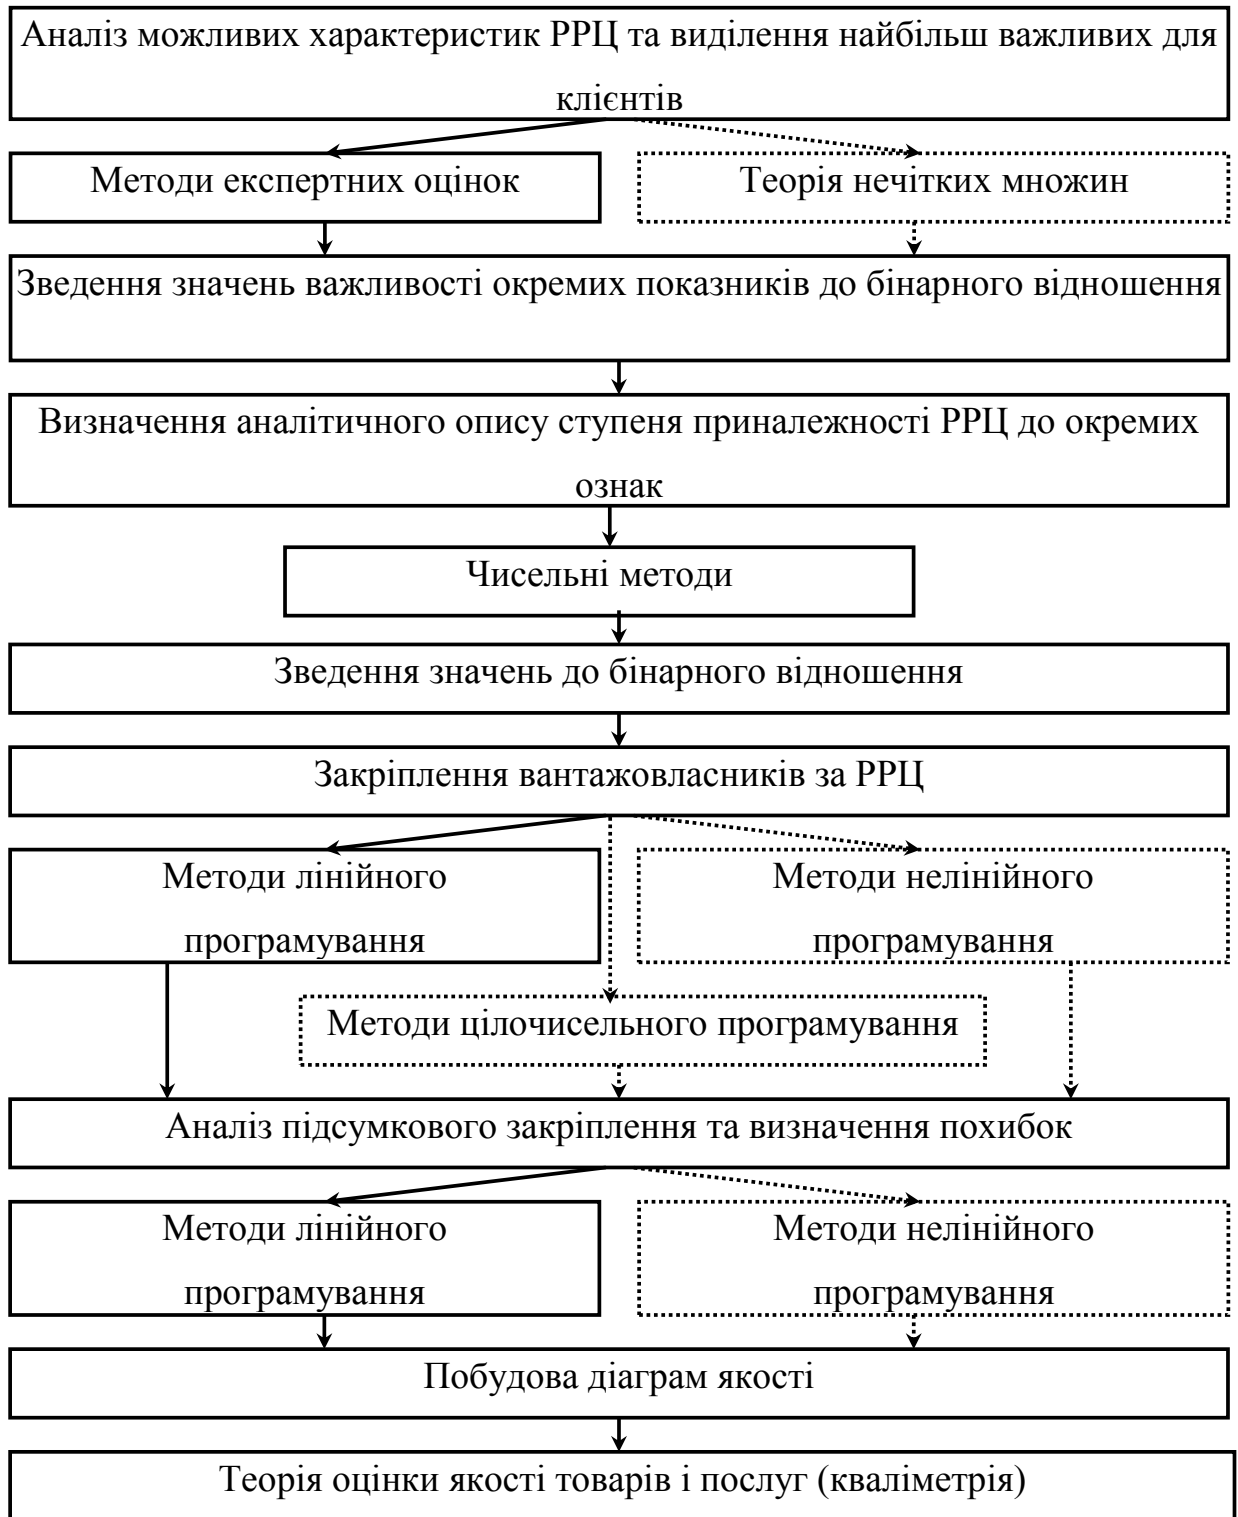 Аналіз можливих характеристик РРЦ та виділення найбільш важливих для
клієнтів
Методи експертних оцінок
Теорія нечітких множин
Зведення значень важливості окремих показників до бінарного відношення
Визначення аналітичного опису ступеня приналежності РРЦ до окремих
ознак
Чисельні методи
Зведення значень до бінарного відношення
Закріплення вантажовласників за РРЦ
Методи лінійного
програмування
Методи нелінійного
програмування
Методи цілочисельного програмування
Аналіз підсумкового закріплення та визначення похибок
Методи лінійного
програмування
Методи нелінійного
програмування
Побудова діаграм якості
Теорія оцінки якості товарів і послуг (кваліметрія)